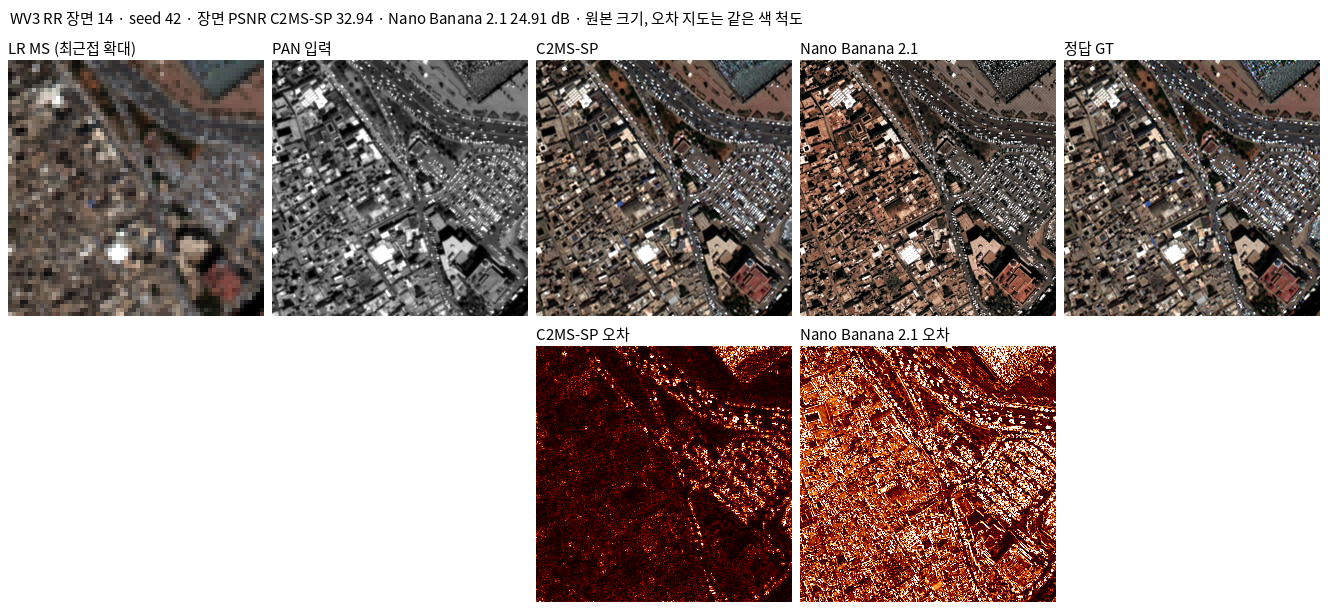 WV3 RR 장면 14 · seed 42 · 장면 PSNR C2MS-SP 32.94 · Nano Banana 2.1 24.91 dB · 원본 크기, 오차 지도는 같은 색 척도
LR MS (최근접 확대)
PAN 입력
C2MS-SP
Nano Banana 2.1
정답 GT
C2MS-SP 오차
Nano Banana 2.1 오차